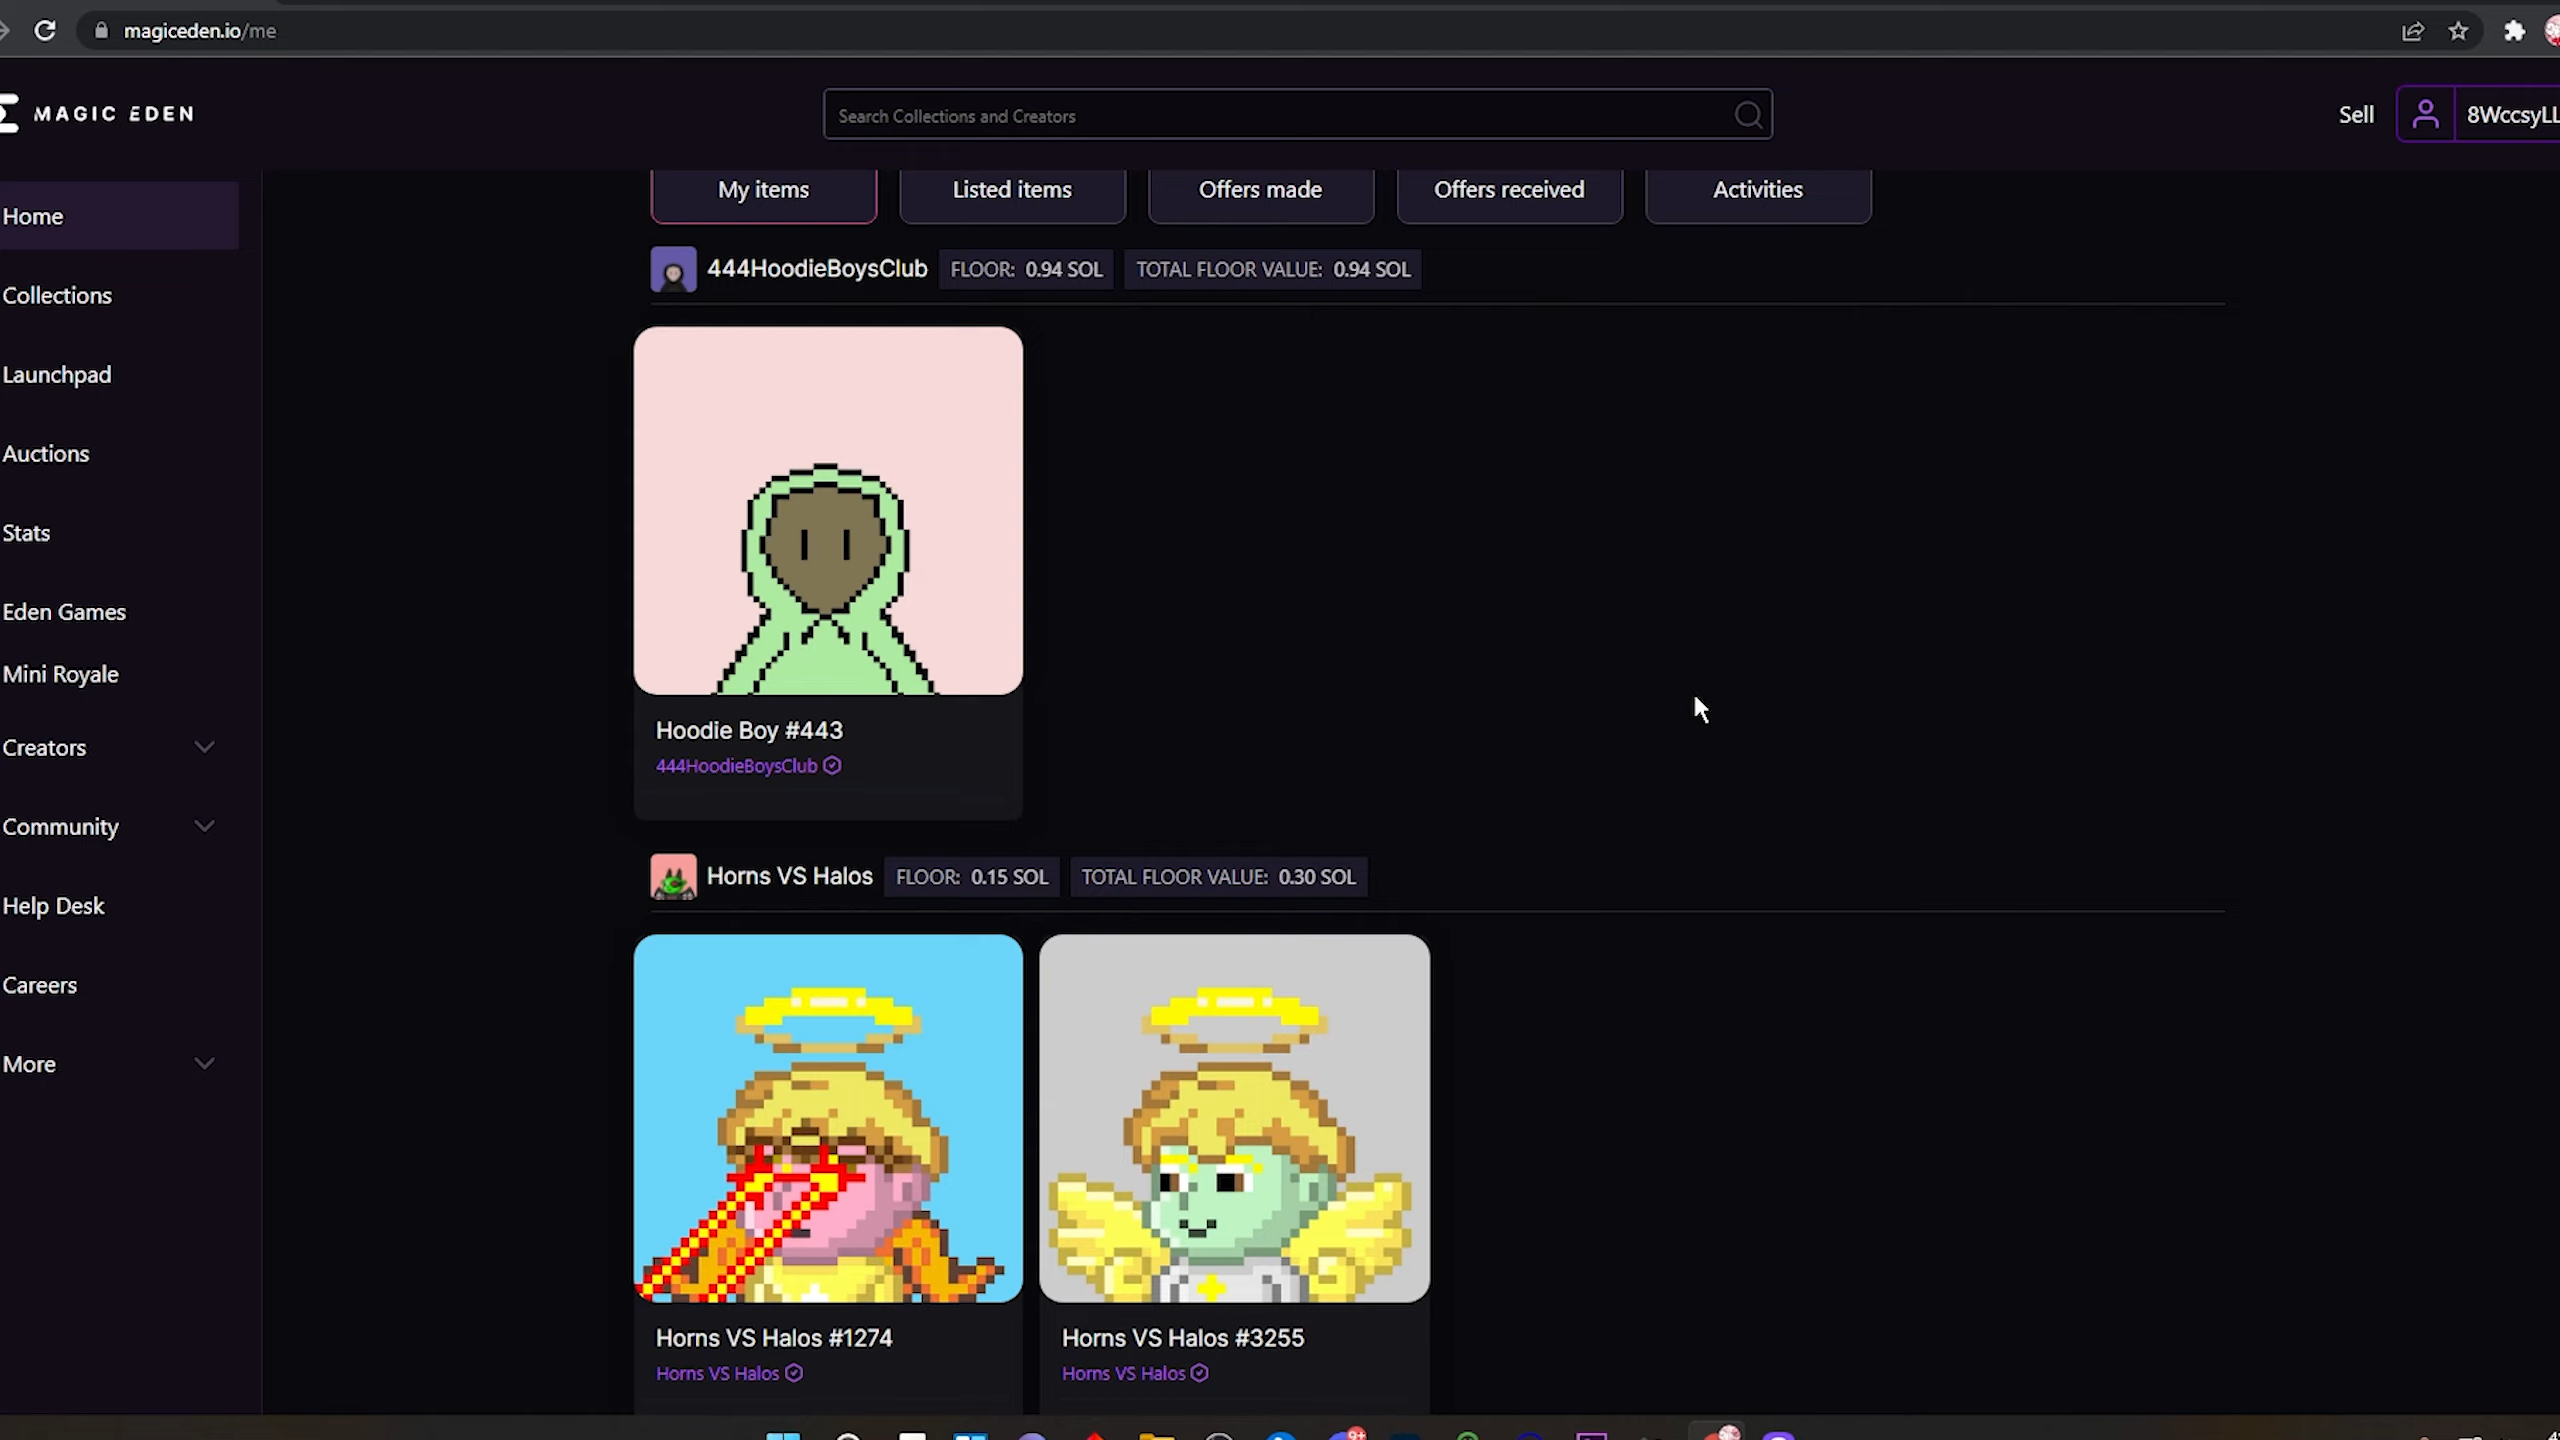 magiceden.io/me
MAGIC EDEN
Search Collections and Creators
Sell
8WccsyLL
Home
Collections
Launchpad
Auctions
Stats
Eden Games
Mini Royale
Creators
Community
Help Desk
Careers
More
My items
Listed items
Offers made
Offers received
Activities
444HoodieBoysClub FLOOR: 0.94 SOL TOTAL FLOOR VALUE: 0.94 SOL
Hoodie Boy #443
444HoodieBoysClub
Horns VS Halos FLOOR: 0.15 SOL TOTAL FLOOR VALUE: 0.30 SOL
Horns VS Halos #1274
Horns VS Halos
Horns VS Halos #3255
Horns VS Halos
9+